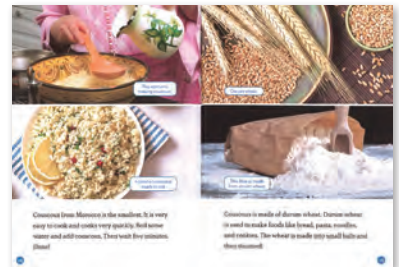 Couscous from Morocco is the smallest. It is very
easy to cook and cooks very quickly. Boil some
water and add couscous. Then wait five minutes.
Done!
Couscous is made of durum wheat. Durum wheat
is used to make foods like bread, pasta, noodles,
and cookies. The wheat is made into small balls and
then steamed.